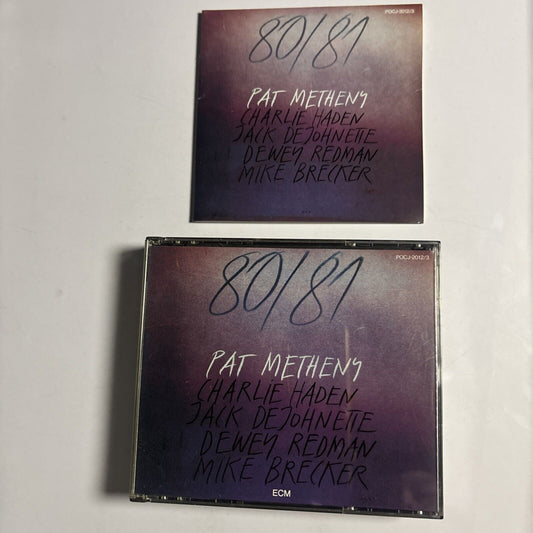 POCJ-2012/3
80/81
PAT METHENY
CHARLIE HADEN
JACK DEJOHNETTE
DEWEY REDMAN
MIKE BRECKER
ECM
POCJ-2012/3
80/81
PAT METHENY
CHARLIE HADEN
JACK DEJOHNETTE
DEWEY REDMAN
MIKE BRECKER
ECM